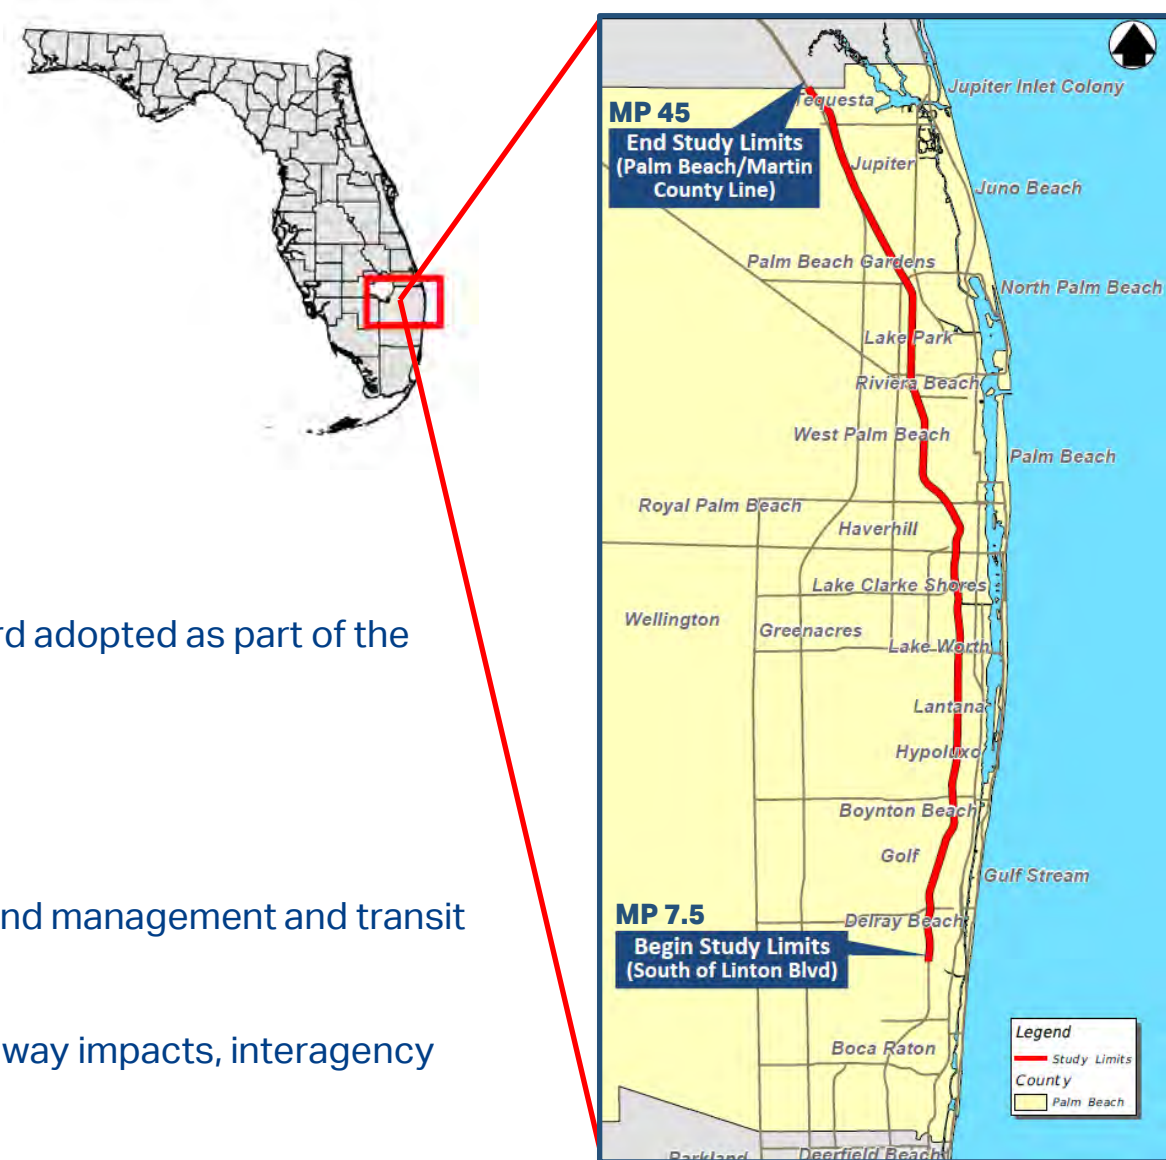 rd adopted as part of the
nd management and transit
way impacts, interagency
MP 45
End Study Limits
(Palm Beach/Martin
County Line)
Tequesta
Jupiter Inlet Colony
Jupiter
Juno Beach
Palm Beach Gardens
North Palm Beach
Lake Park
Riviera Beach
West Palm Beach
Palm Beach
Royal Palm Beach
Haverhill
Lake Clarke Shores
Wellington
Greenacres
Lake Worth
Lantana
Hypoluxo
Boynton Beach
Golf
Gulf Stream
MP 7.5
Delray Beach
Begin Study Limits
(South of Linton Blvd)
Boca Raton
Legend
Study Limits
County
Palm Beach
Parkland
Deerfield Beach